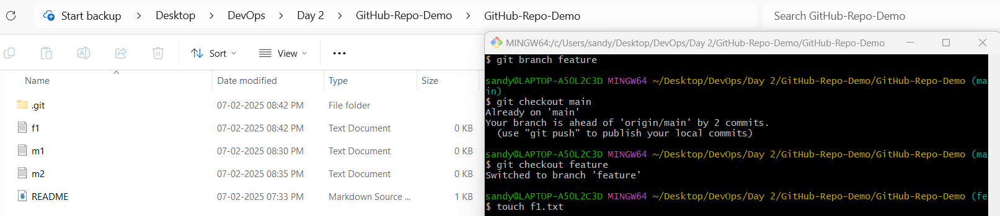 Start backup > Desktop > DevOps > Day 2 > GitHub-Repo-Demo > GitHub-Repo-Demo
Search GitHub-Repo-Demo
Sort
View
Name Date modified Type Size
.git 07-02-2025 08:42 PM File folder
f1 07-02-2025 08:42 PM Text Document 0 KB
m1 07-02-2025 08:30 PM Text Document 0 KB
m2 07-02-2025 08:35 PM Text Document 0 KB
README 07-02-2025 07:33 PM Markdown Source ... 1 KB
MINGW64:/c/Users/sandy/Desktop/DevOps/Day 2/GitHub-Repo-Demo/GitHub-Repo-Demo
$ git branch feature
sandy@LAPTOP-A50L2C3D MINGW64 ~/Desktop/DevOps/Day 2/GitHub-Repo-Demo/GitHub-Repo-Demo (ma
in)
$ git checkout main
Already on 'main'
Your branch is ahead of 'origin/main' by 2 commits.
(use "git push" to publish your local commits)
sandy@LAPTOP-A50L2C3D MINGW64 ~/Desktop/DevOps/Day 2/GitHub-Repo-Demo/GitHub-Repo-Demo (ma
$ git checkout feature
Switched to branch 'feature'
sandy@LAPTOP-A50L2C3D MINGW64 ~/Desktop/DevOps/Day 2/GitHub-Repo-Demo/GitHub-Repo-Demo (fe
$ touch f1.txt